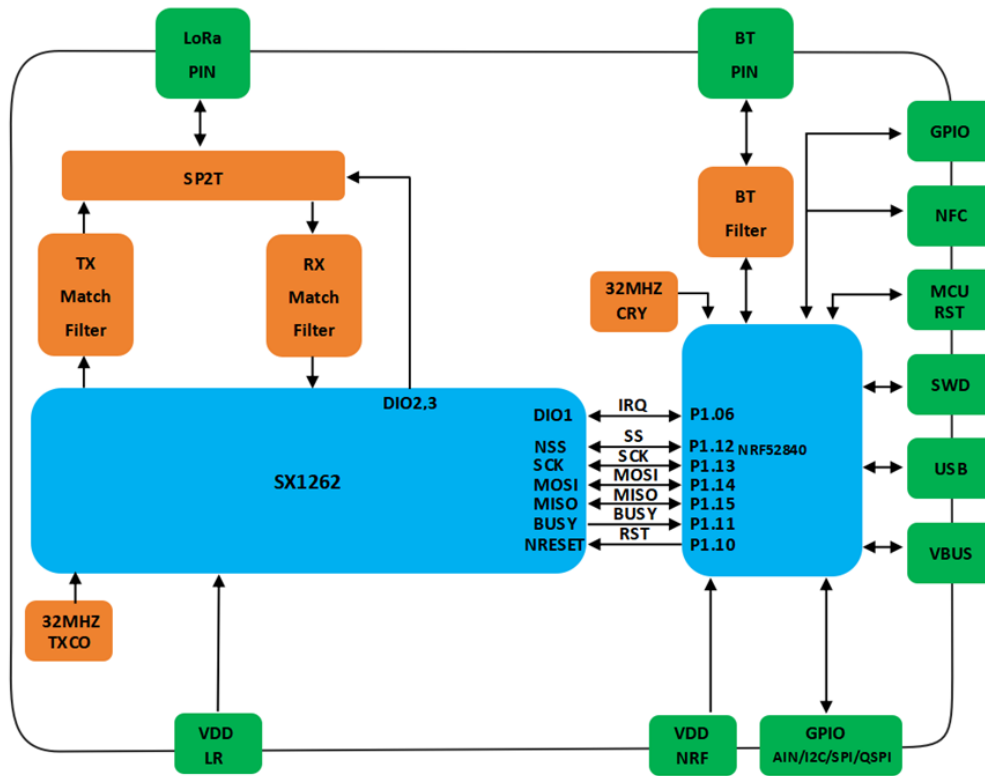 LoRa
PIN
BT
PIN
GPIO
SP2T
BT
Filter
NFC
TX
Match
Filter
RX
Match
Filter
32MHZ
CRY
MCU
RST
DIO2,3
SWD
DIO1
IRQ
P1.06
NSS
SS
P1.12
NRF52840
SCK
SCK
P1.13
SX1262
MOSI
MOSI
P1.14
USB
MISO
MISO
P1.15
BUSY
BUSY
P1.11
NRESET
RST
P1.10
VBUS
32MHZ
TXCO
VDD
LR
VDD
NRF
GPIO
AIN/I2C/SPI/QSPI